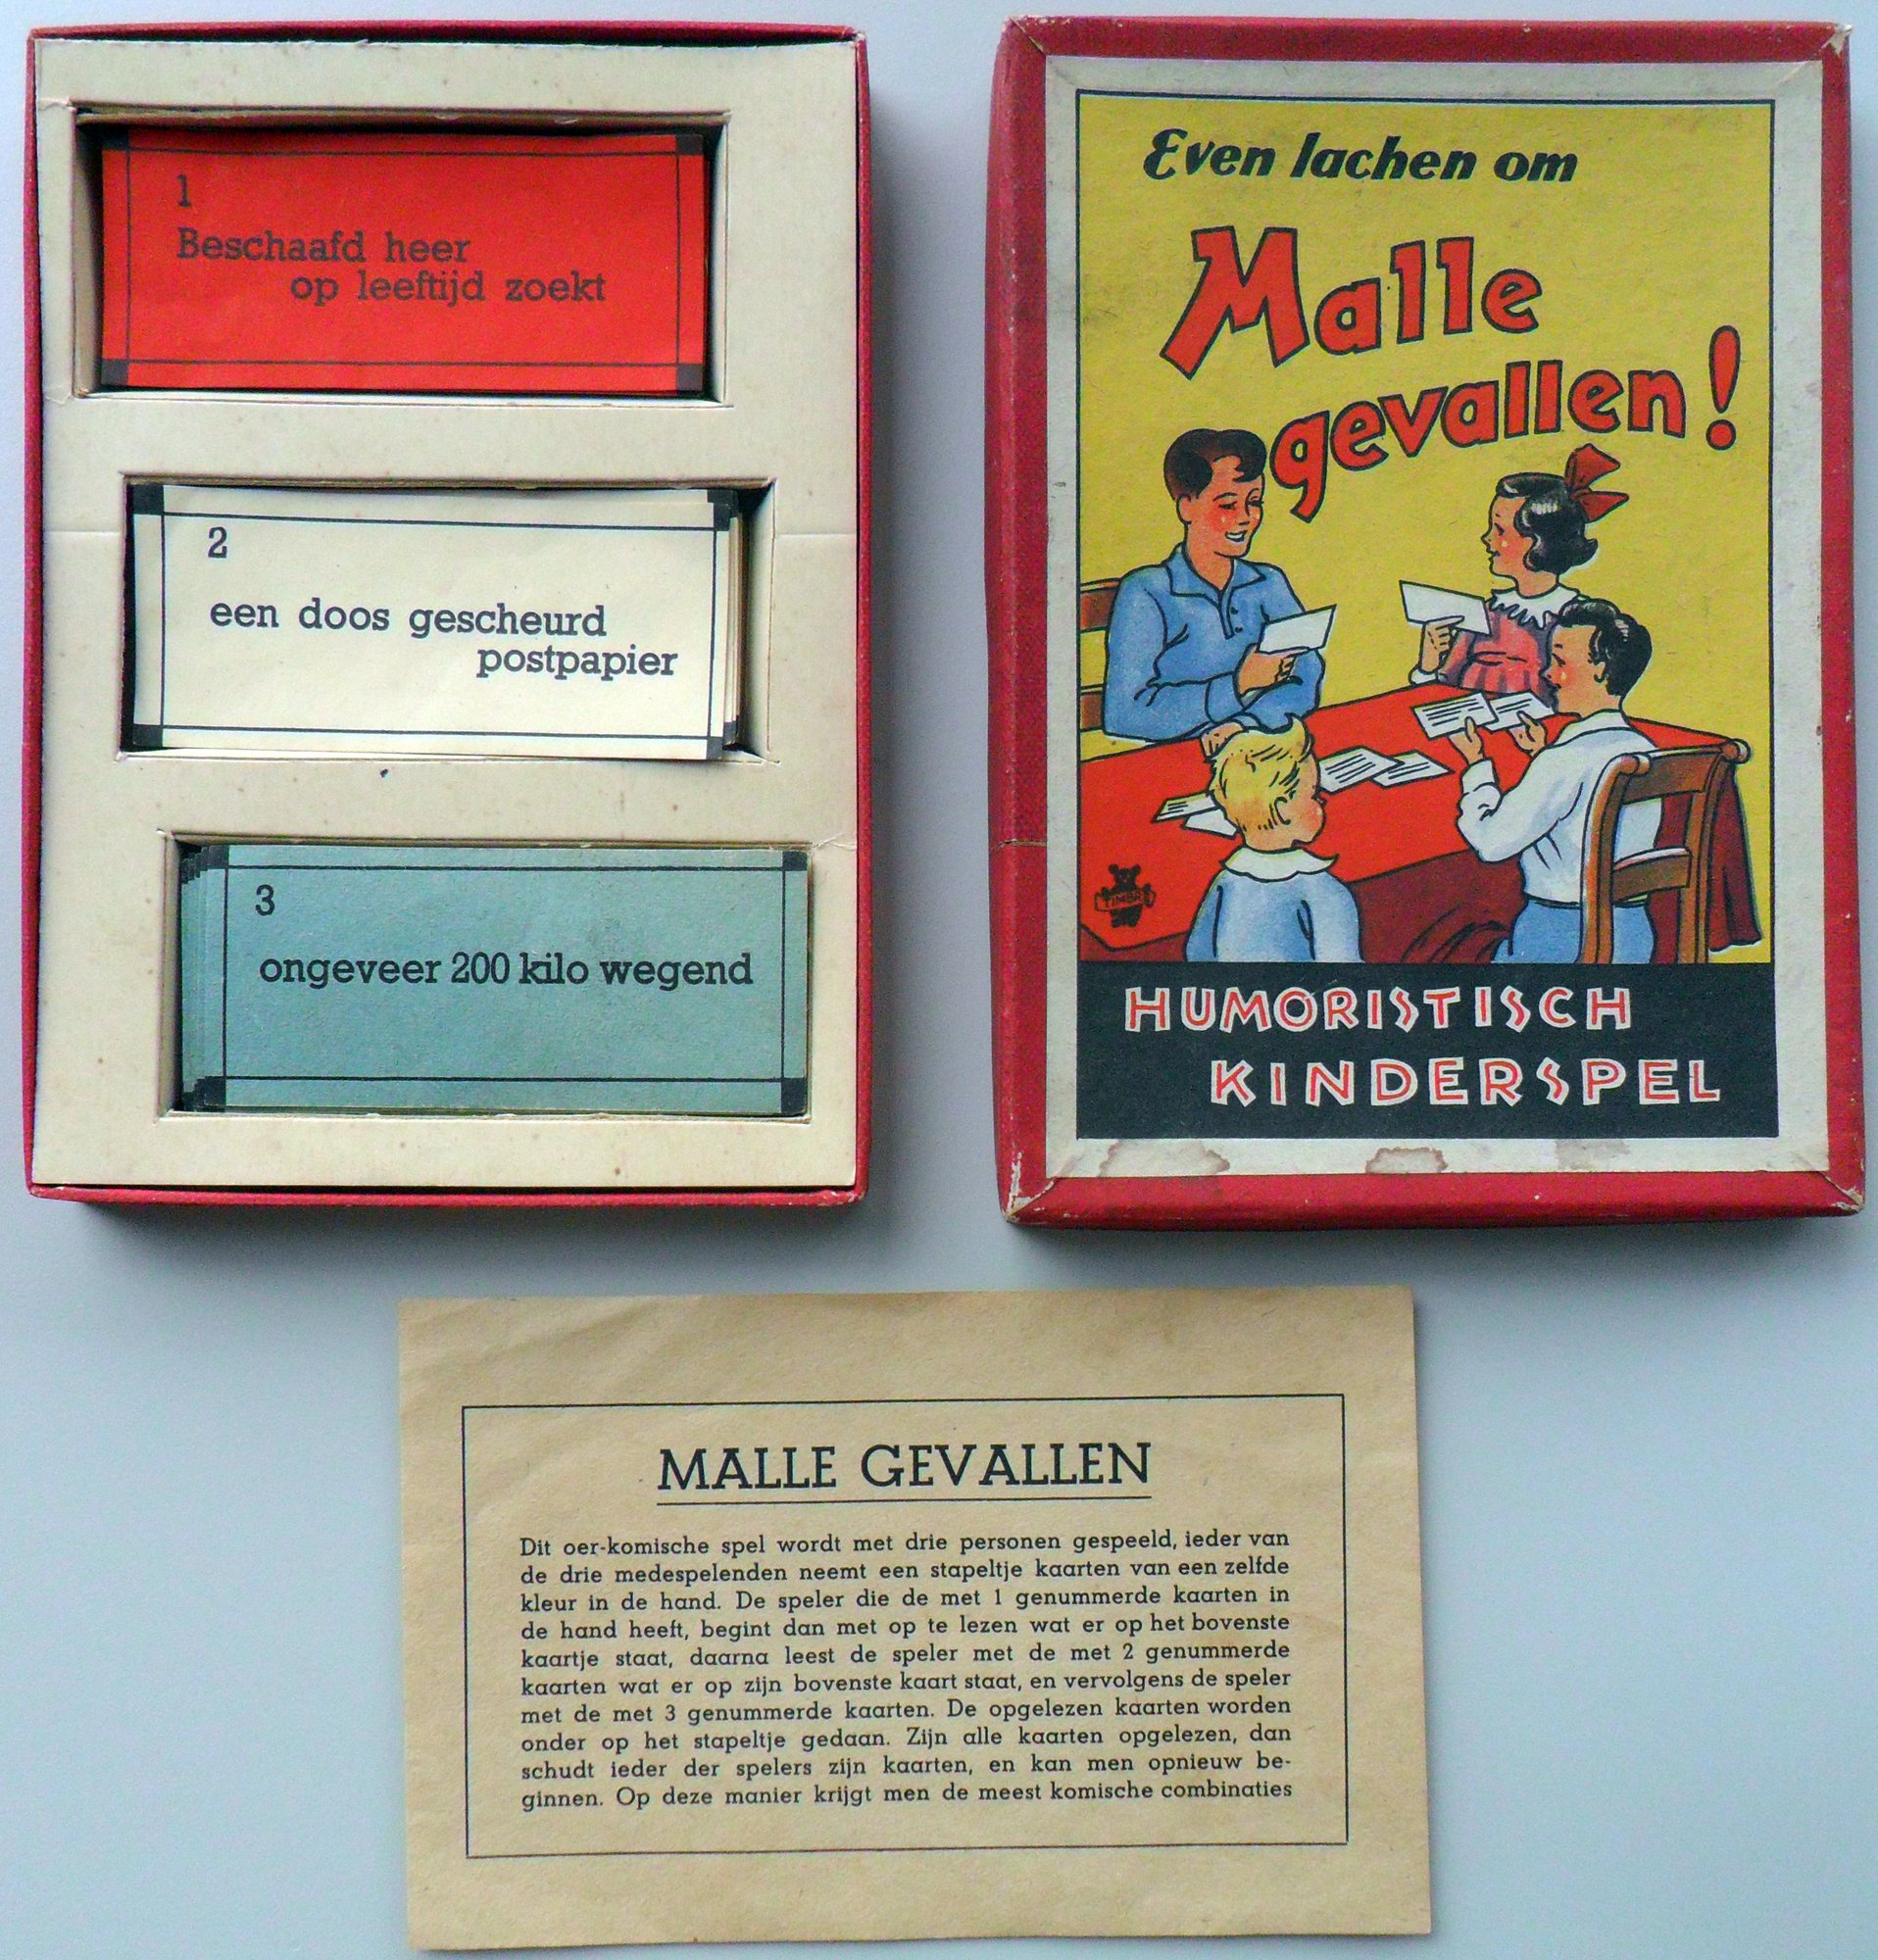 1
Beschaafd heer
op leeftijd zoekt
2
een doos gescheurd
postpapier
3
ongeveer 200 kilo wegend
Even lachen om
Malle
gevallen!
TIMBR
HUMORISTISCH
KINDERSPEL
MALLE GEVALLEN
Dit oer-komische spel wordt met drie personen gespeeld, ieder van
de drie medespelenden neemt een stapeltje kaarten van een zelfde
kleur in de hand. De speler die de met 1 genummerde kaarten in
de hand heeft, begint dan met op te lezen wat er op het bovenste
kaartje staat, daarna leest de speler met de met 2 genummerde
kaarten wat er op zijn bovenste kaart staat, en vervolgens de speler
met de met 3 genummerde kaarten. De opgelezen kaarten worden
onder op het stapeltje gedaan. Zijn alle kaarten opgelezen, dan
schudt ieder der spelers zijn kaarten, en kan men opnieuw be-
ginnen. Op deze manier krijgt men de meest komische combinaties